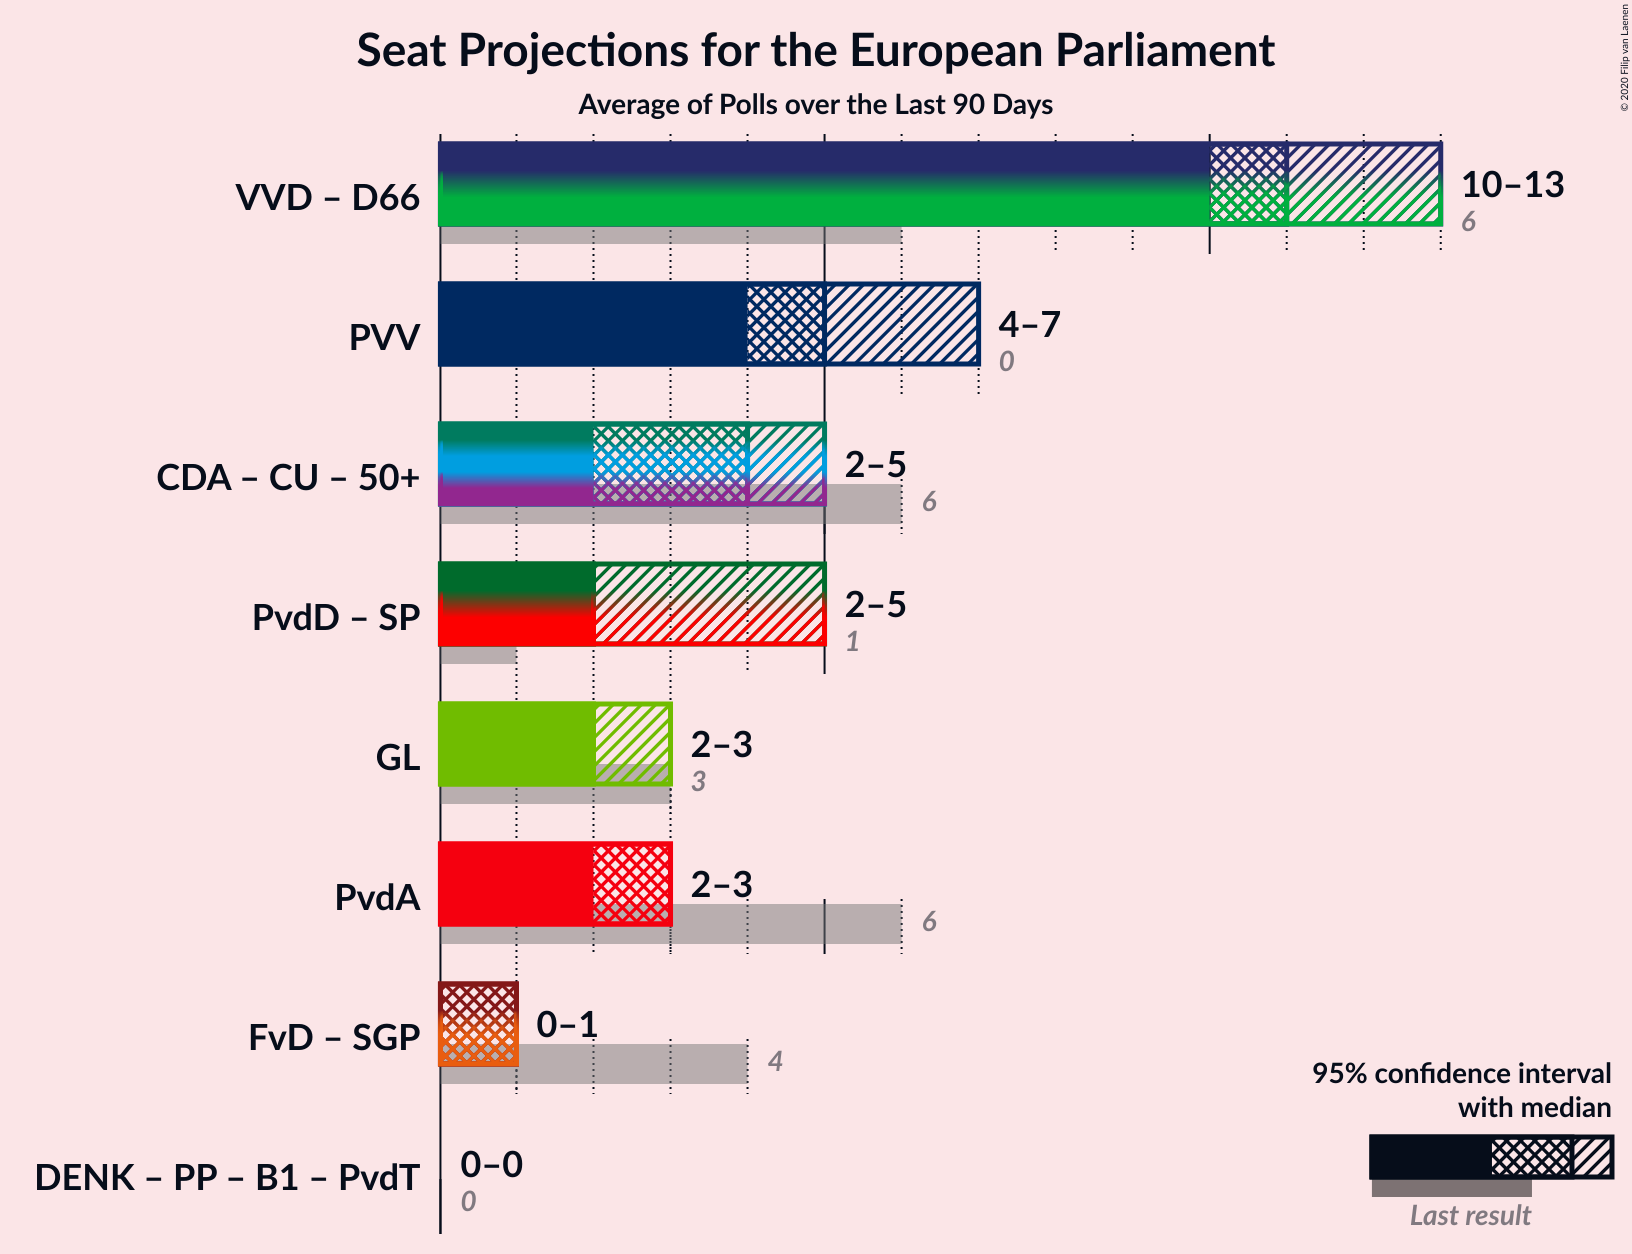 Seat Projections for the European Parliament
Average of Polls over the Last 90 Days
© 2020 Filip van Laenen
VVD – D66
10–13
6
PVV
4–7
0
CDA – CU – 50+
2–5
6
PvdD – SP
2–5
1
GL
2–3
3
PvdA
2–3
6
FvD – SGP
0–1
4
DENK – PP – B1 – PvdT
0–0
0
95% confidence interval
with median
Last result